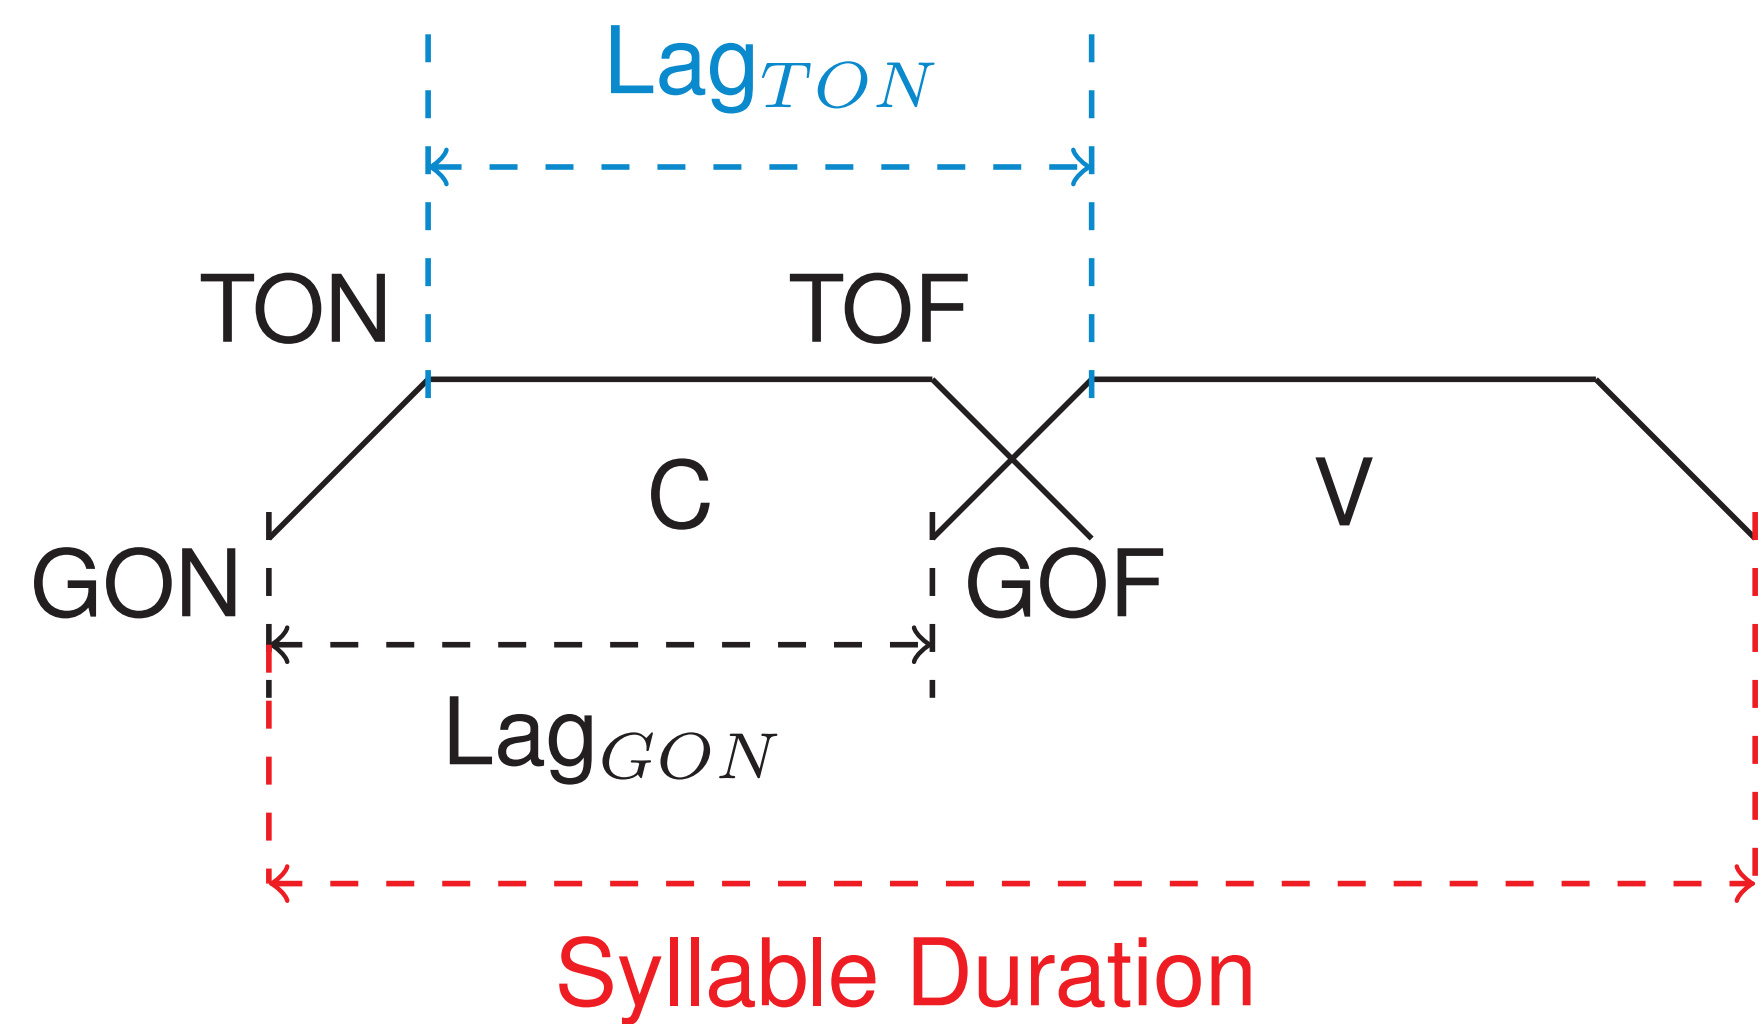 Lag_TON
TON TOF
C V
GON GOF
Lag_GON
Syllable Duration